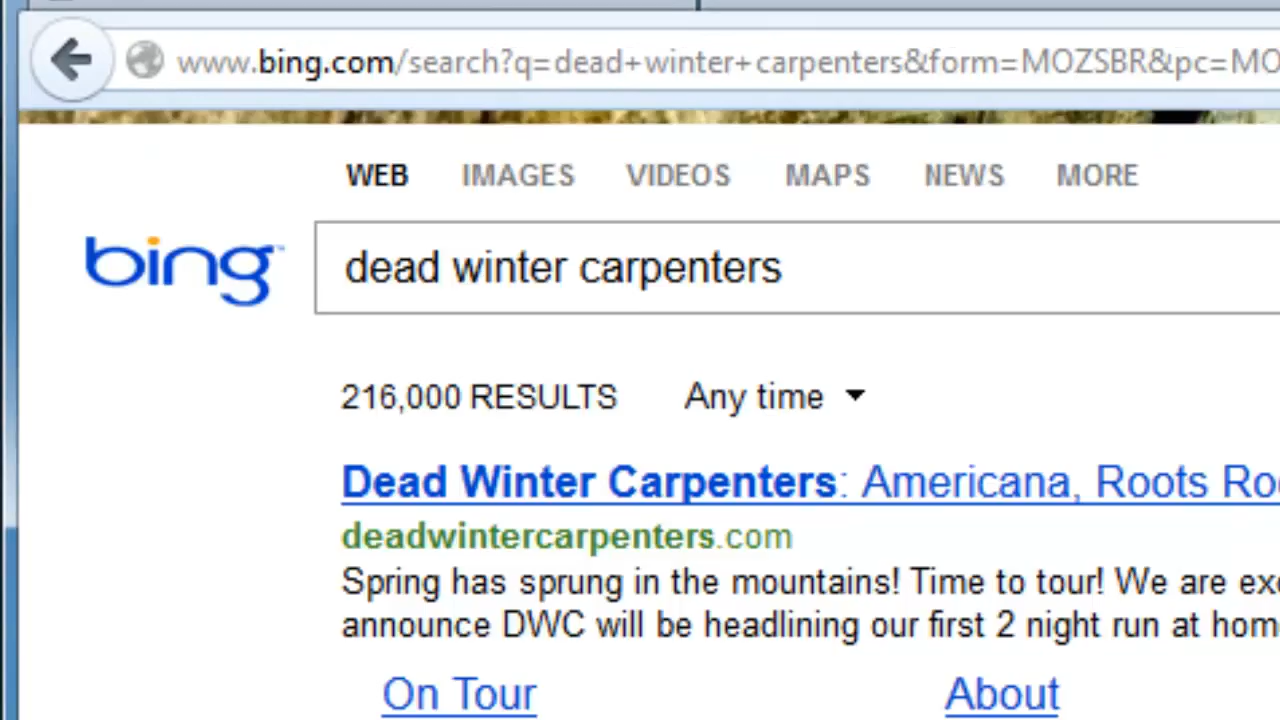 www.bing.com/search?q=dead+winter+carpenters&form=MOZSBR&pc=MO
WEB IMAGES VIDEOS MAPS NEWS MORE
bing™ dead winter carpenters
216,000 RESULTS Any time
Dead Winter Carpenters: Americana, Roots Ro
deadwintercarpenters.com
Spring has sprung in the mountains! Time to tour! We are ex
announce DWC will be headlining our first 2 night run at hom
On Tour About